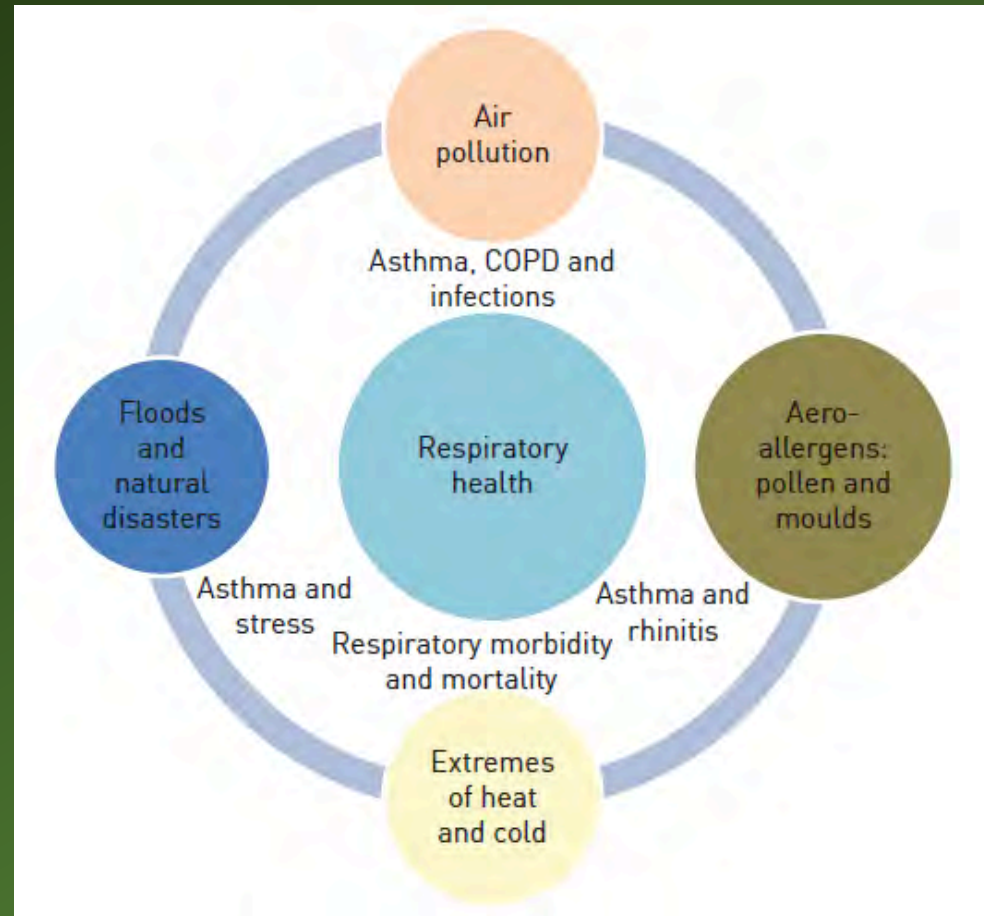 Air
pollution
Asthma, COPD and
infections
Floods
and
natural
disasters
Respiratory
health
Aero-
allergens:
pollen and
moulds
Asthma and
stress
Asthma and
rhinitis
Respiratory morbidity
and mortality
Extremes
of heat
and cold